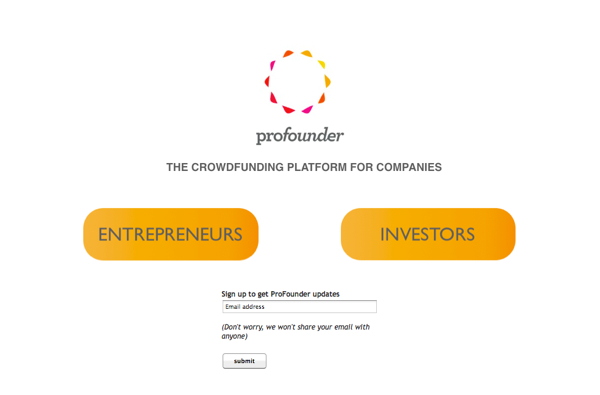 profounder
THE CROWDFUNDING PLATFORM FOR COMPANIES
ENTREPRENEURS
INVESTORS
Sign up to get ProFounder updates
Email address
(Don't worry, we won't share your email with
anyone)
submit